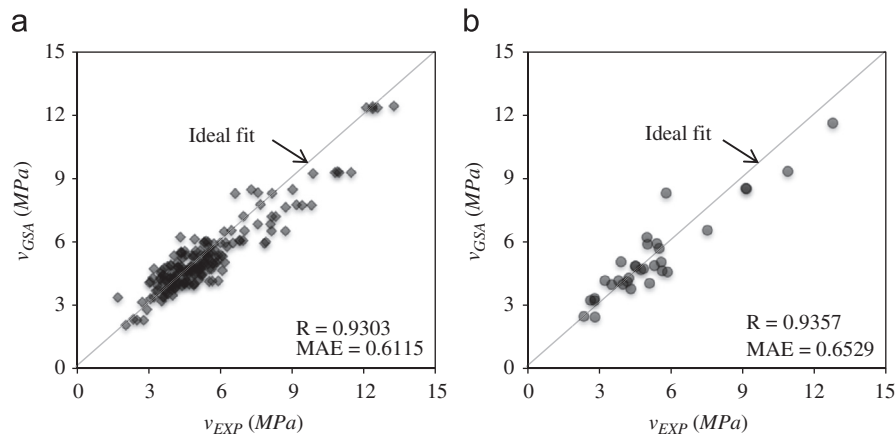 a
15
12
9
6
3
0
v_GSA (MPa)
Ideal fit
R = 0.9303
MAE = 0.6115
0 3 6 9 12 15
v_EXP (MPa)
b
15
12
9
6
3
0
v_GSA (MPa)
Ideal fit
R = 0.9357
MAE = 0.6529
0 3 6 9 12 15
v_EXP (MPa)